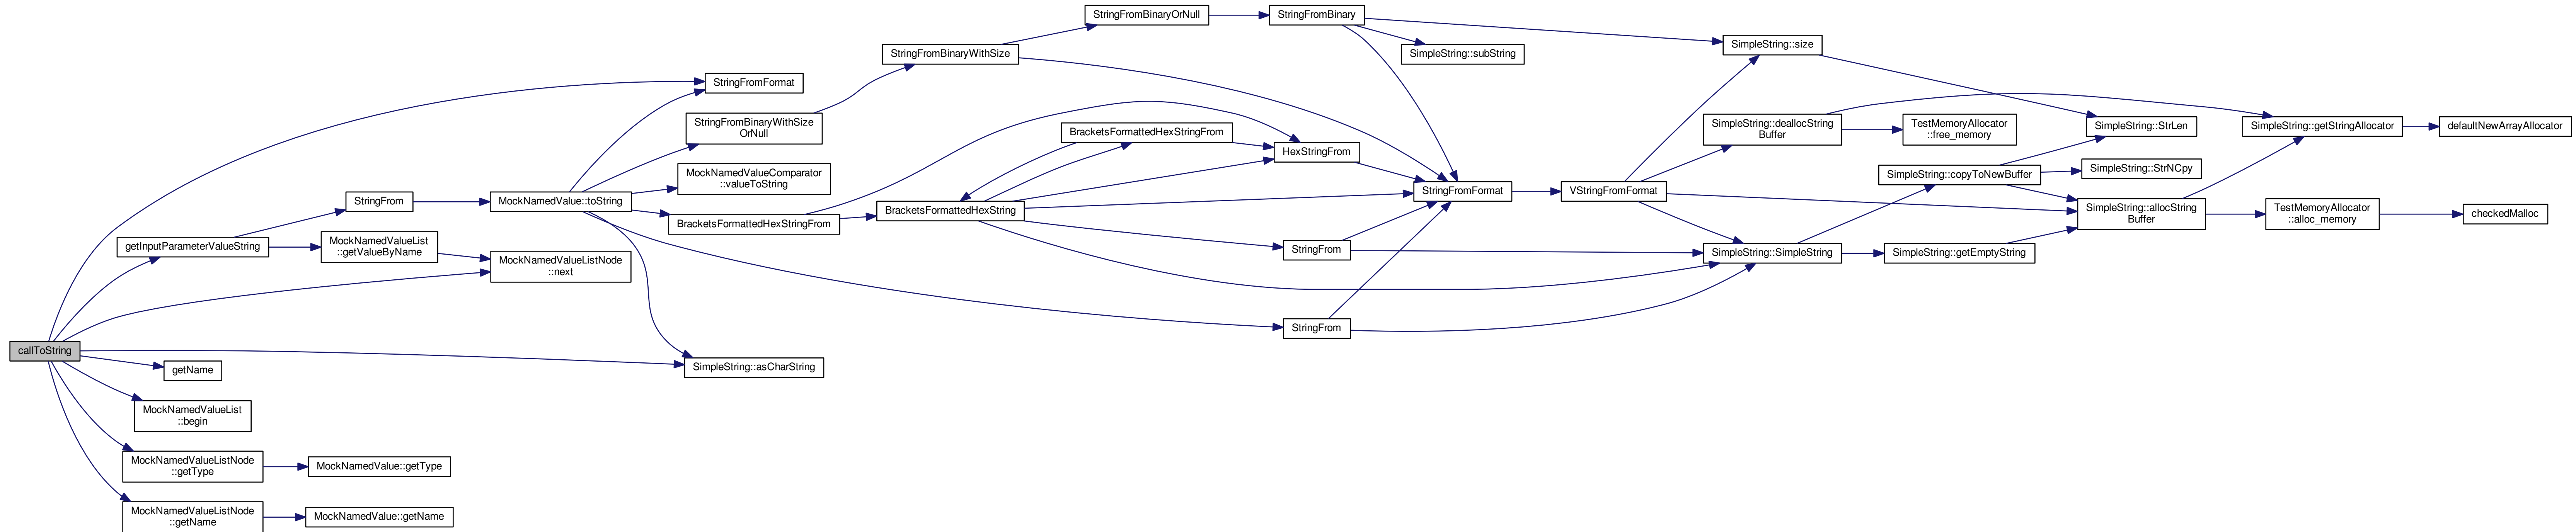 callToString
StringFromFormat
getInputParameterValueString
StringFrom
MockNamedValueList
::getValueByName
MockNamedValueListNode
::next
getName
MockNamedValueList
::begin
MockNamedValueListNode
::getType
MockNamedValue::getType
MockNamedValueListNode
::getName
MockNamedValue::getName
MockNamedValue::toString
StringFromBinaryWithSize
OrNull
MockNamedValueComparator
::valueToString
BracketsFormattedHexStringFrom
SimpleString::asCharString
StringFromBinaryWithSize
BracketsFormattedHexString
StringFromBinaryOrNull
BracketsFormattedHexStringFrom
StringFromBinary
HexStringFrom
StringFrom
StringFrom
SimpleString::subString
StringFromFormat
VStringFromFormat
SimpleString::size
SimpleString::deallocString
Buffer
SimpleString::SimpleString
TestMemoryAllocator
::free_memory
SimpleString::copyToNewBuffer
SimpleString::getEmptyString
SimpleString::StrLen
SimpleString::StrNCpy
SimpleString::allocString
Buffer
SimpleString::getStringAllocator
TestMemoryAllocator
::alloc_memory
defaultNewArrayAllocator
checkedMalloc